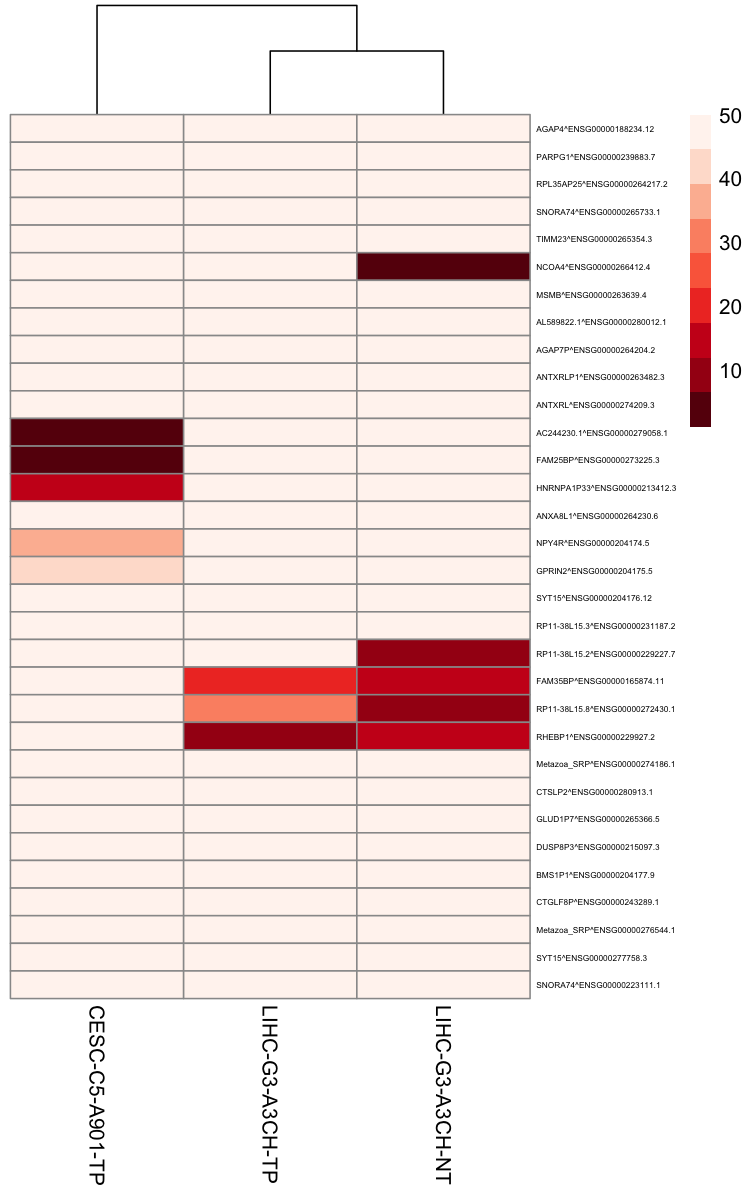 50
40
30
20
10
AGAP4^ENSG00000188234.12
PARPG1^ENSG00000239883.7
RPL35AP25^ENSG00000264217.2
SNORA74^ENSG00000265733.1
TIMM23^ENSG00000265354.3
NCOA4^ENSG00000266412.4
MSMB^ENSG00000263639.4
AL589822.1^ENSG00000280012.1
AGAP7P^ENSG00000264204.2
ANTXRLP1^ENSG00000263482.3
ANTXRL^ENSG00000274209.3
AC244230.1^ENSG00000279058.1
FAM25BP^ENSG00000273225.3
HNRNPA1P33^ENSG00000213412.3
ANXA8L1^ENSG00000264230.6
NPY4R^ENSG00000204174.5
GPRIN2^ENSG00000204175.5
SYT15^ENSG00000204176.12
RP11-38L15.3^ENSG00000231187.2
RP11-38L15.2^ENSG00000229227.7
FAM35BP^ENSG00000165874.11
RP11-38L15.8^ENSG00000272430.1
RHEBP1^ENSG00000229927.2
Metazoa_SRP^ENSG00000274186.1
CTSLP2^ENSG00000280913.1
GLUD1P7^ENSG00000265366.5
DUSP8P3^ENSG00000215097.3
BMS1P1^ENSG00000204177.9
CTGLF8P^ENSG00000243289.1
Metazoa_SRP^ENSG00000276544.1
SYT15^ENSG00000277758.3
SNORA74^ENSG00000223111.1
CESC-C5-A901-TP
LIHC-G3-A3CH-TP
LIHC-G3-A3CH-NT